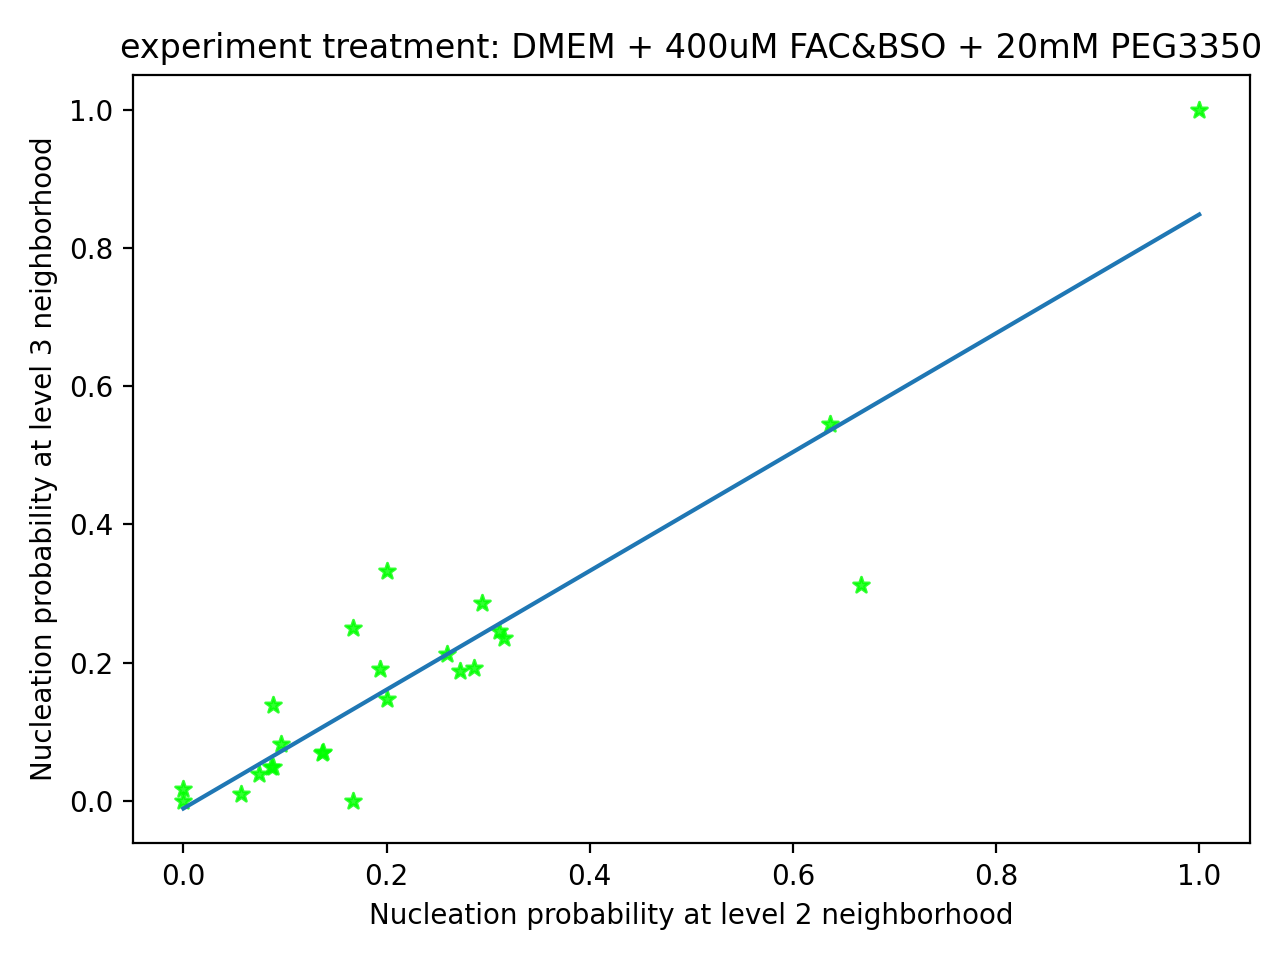 experiment treatment: DMEM + 400uM FAC&BSO + 20mM PEG3350
1.0
0.8
0.6
0.4
0.2
0.0
Nucleation probability at level 3 neighborhood
0.0 0.2 0.4 0.6 0.8 1.0
Nucleation probability at level 2 neighborhood